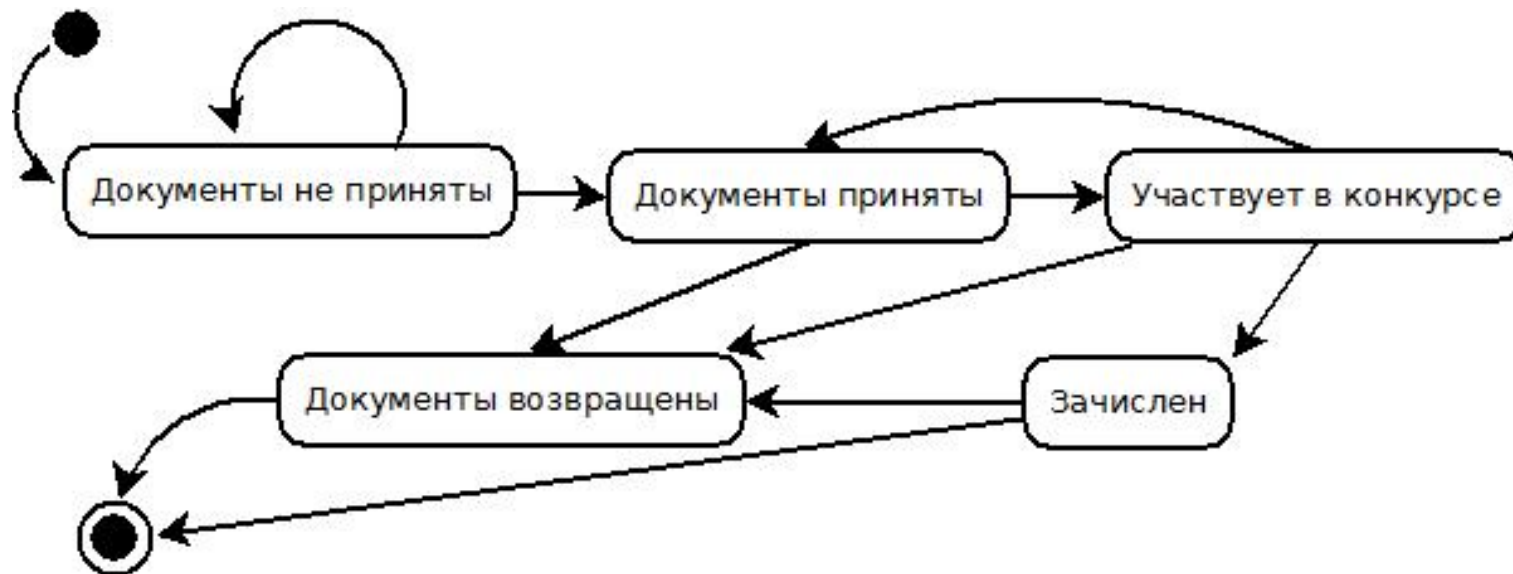 Документы не приняты
Документы приняты
Участвует в конкурсе
Документы возвращены
Зачислен